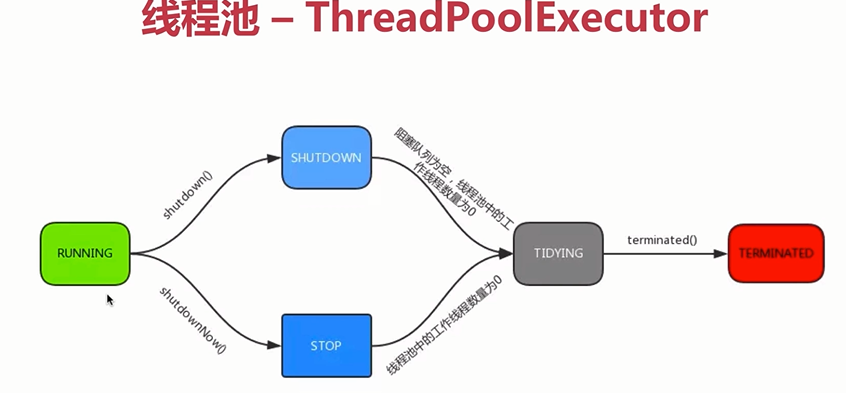 线程池 – ThreadPoolExecutor
shutdown()
SHUTDOWN
阻塞队列为空，线程池中的工
作线程数量为0
RUNNING
TIDYING
terminated()
TERMINATED
shutdownNow()
STOP
线程池中的工作线程数量为0